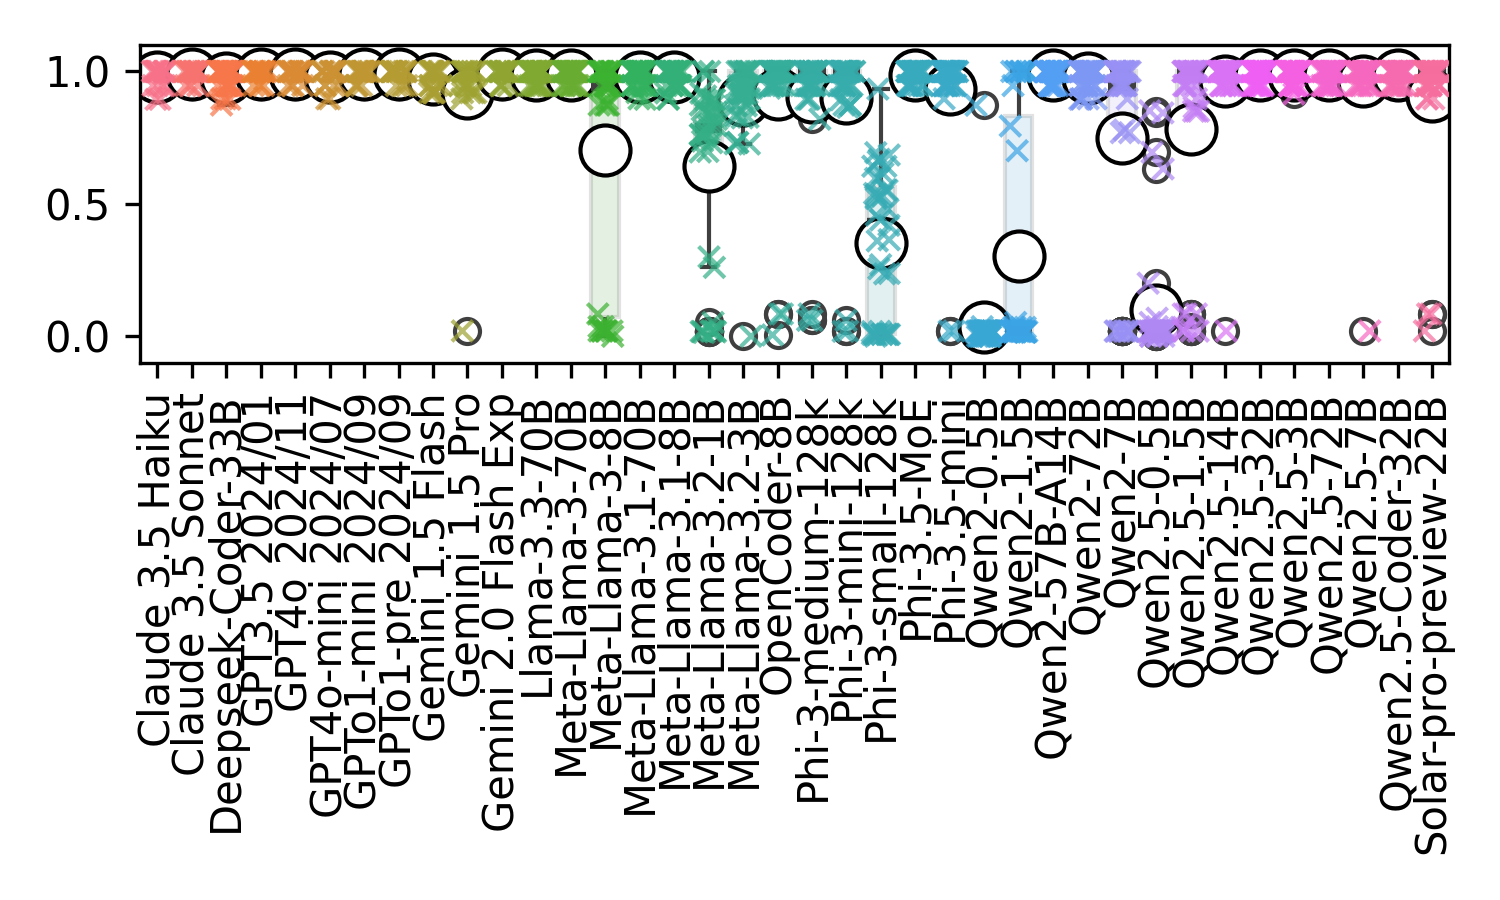 1.0
0.5
0.0
Claude 3.5 Haiku
Claude 3.5 Sonnet
Deepseek-Coder-33B
GPT3.5 2024/01
GPT4o 2024/11
GPT4o-mini 2024/07
GPTo1-mini 2024/09
GPTo1-pre 2024/09
Gemini 1.5 Flash
Gemini 1.5 Pro
Gemini 2.0 Flash Exp
Llama-3.3-70B
Meta-Llama-3-70B
Meta-Llama-3-8B
Meta-Llama-3.1-70B
Meta-Llama-3.1-8B
Meta-Llama-3.2-1B
Meta-Llama-3.2-3B
OpenCoder-8B
Phi-3-medium-128k
Phi-3-mini-128k
Phi-3-small-128k
Phi-3.5-MoE
Phi-3.5-mini
Qwen2-0.5B
Qwen2-1.5B
Qwen2-57B-A14B
Qwen2-72B
Qwen2-7B
Qwen2.5-0.5B
Qwen2.5-1.5B
Qwen2.5-14B
Qwen2.5-32B
Qwen2.5-3B
Qwen2.5-72B
Qwen2.5-7B
Qwen2.5-Coder-32B
Solar-pro-preview-22B